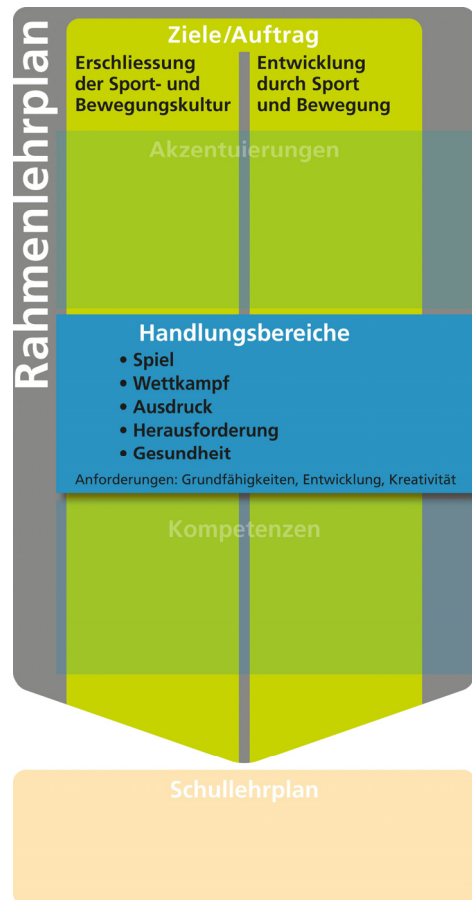 Rahmenlehrplan
Ziele/Auftrag
Erschliessung
der Sport- und
Bewegungskultur
Entwicklung
durch Sport
und Bewegung
Akzentuierungen
Handlungsbereiche
• Spiel
• Wettkampf
• Ausdruck
• Herausforderung
• Gesundheit
Anforderungen: Grundfähigkeiten, Entwicklung, Kreativität
Kompetenzen
Schullehrplan